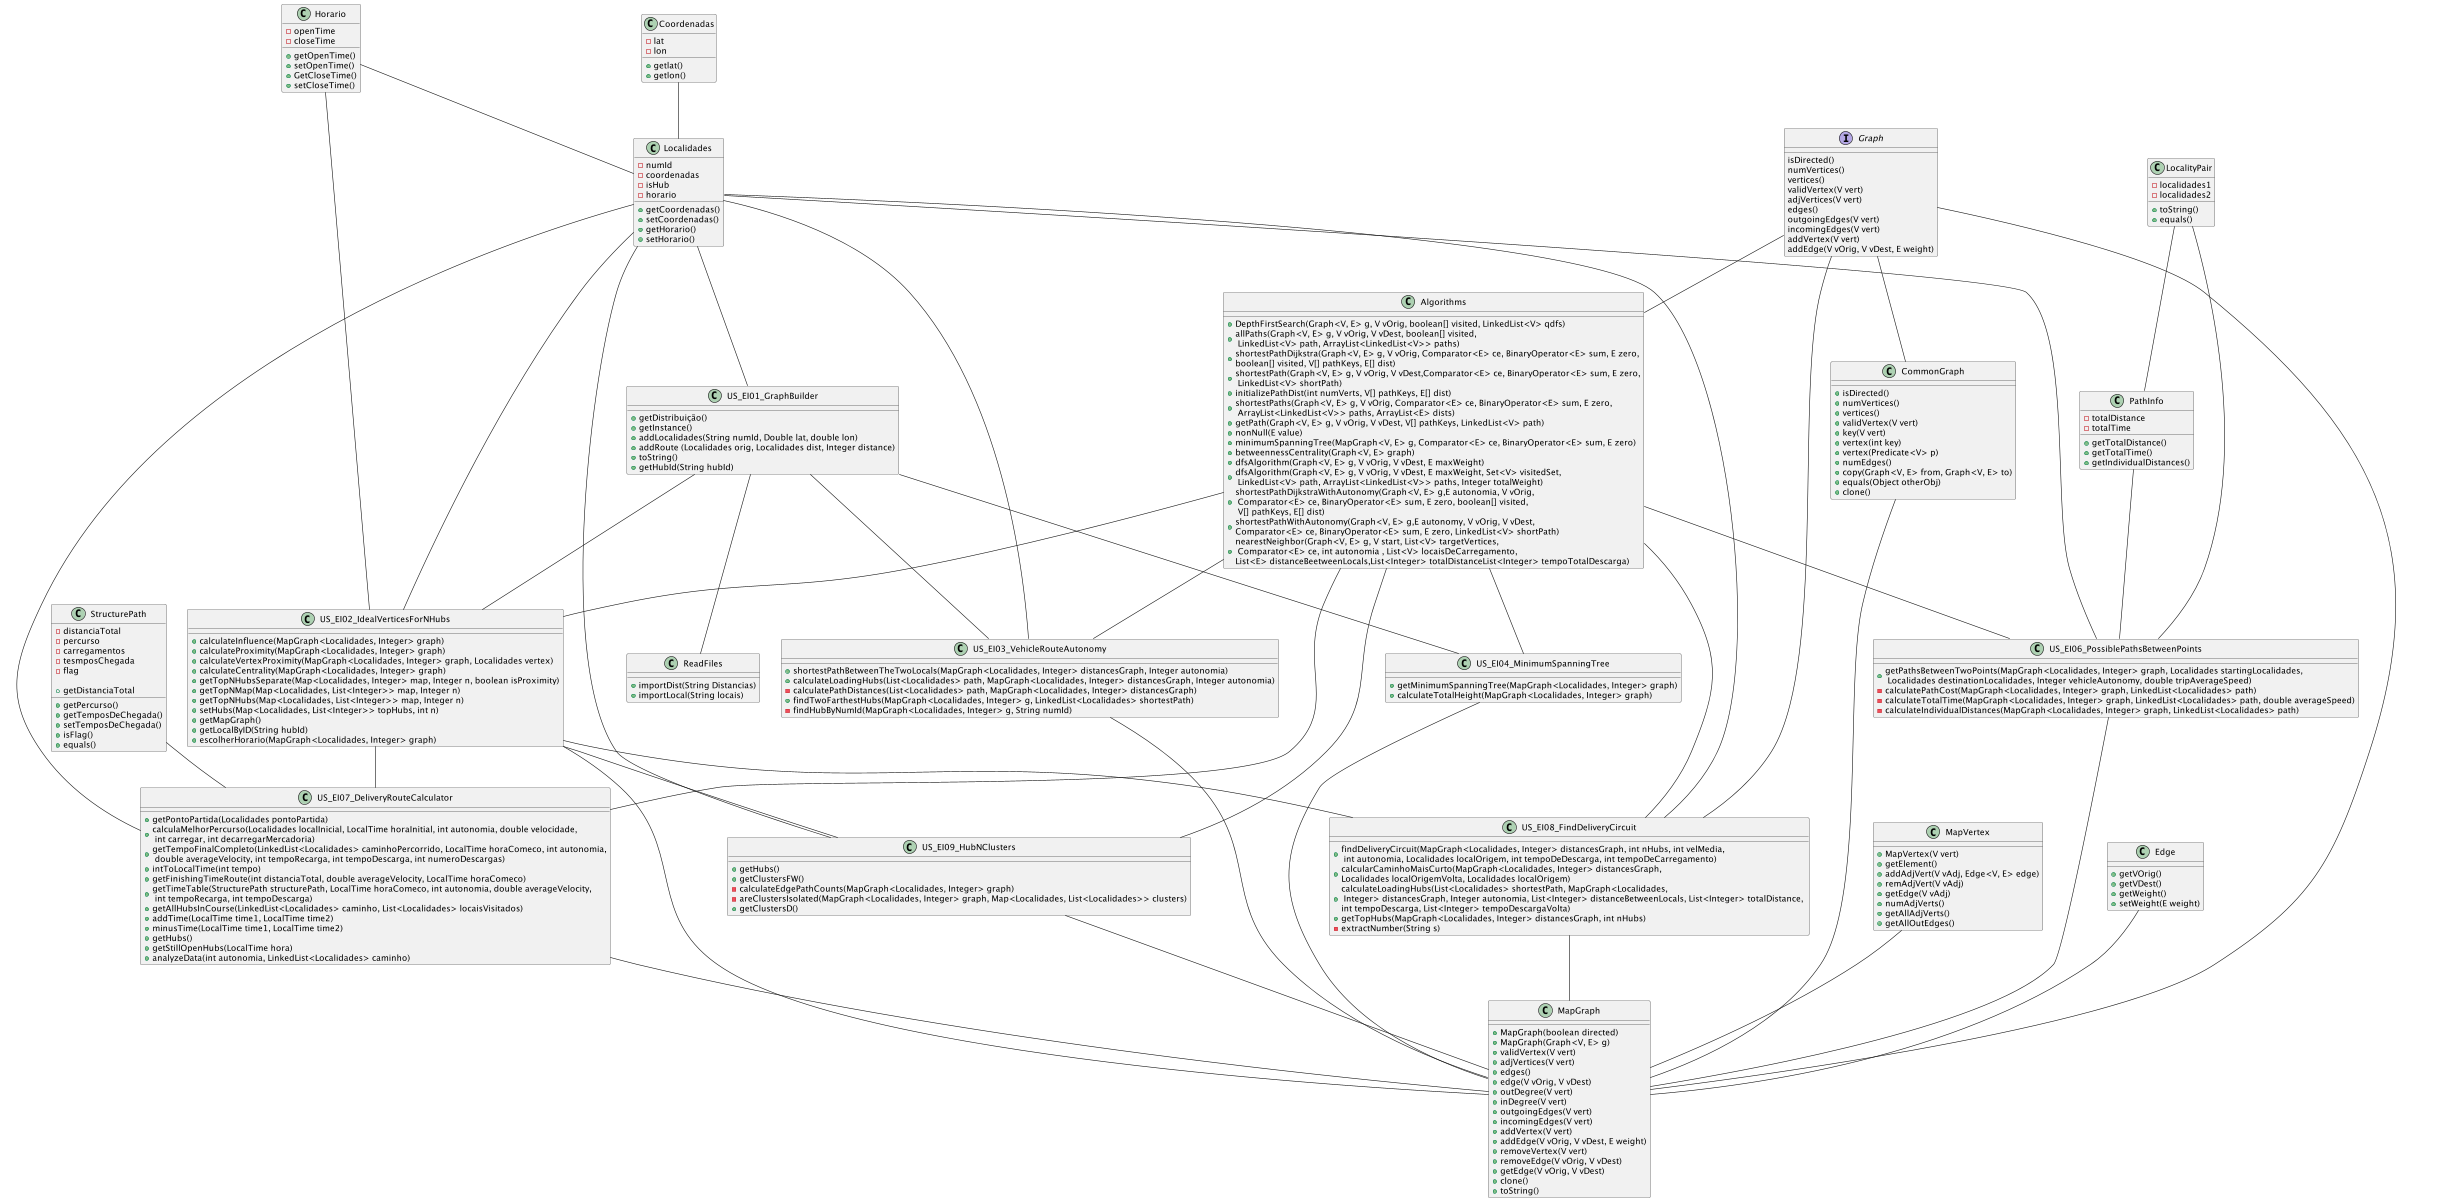 Horario
openTime
closeTime
getOpenTime()
setOpenTime()
GetCloseTime()
setCloseTime()
Coordenadas
lat
lon
getlat()
getlon()
Localidades
numId
coordenadas
isHub
horario
getCoordenadas()
setCoordenadas()
getHorario()
setHorario()
Graph
isDirected()
numVertices()
vertices()
validVertex(V vert)
adjVertices(V vert)
edges()
outgoingEdges(V vert)
incomingEdges(V vert)
addVertex(V vert)
addEdge(V vOrig, V vDest, E weight)
LocalityPair
localidades1
localidades2
toString()
equals()
Algorithms
DepthFirstSearch(Graph<V, E> g, V vOrig, boolean[] visited, LinkedList<V> qdfs)
allPaths(Graph<V, E> g, V vOrig, V vDest, boolean[] visited,
LinkedList<V> path, ArrayList<LinkedList<V>> paths)
shortestPathDijkstra(Graph<V, E> g, V vOrig, Comparator<E> ce, BinaryOperator<E> sum, E zero,
boolean[] visited, V[] pathKeys, E[] dist)
shortestPath(Graph<V, E> g, V vOrig, V vDest,Comparator<E> ce, BinaryOperator<E> sum, E zero,
LinkedList<V> shortPath)
initializePathDist(int numVerts, V[] pathKeys, E[] dist)
shortestPaths(Graph<V, E> g, V vOrig, Comparator<E> ce, BinaryOperator<E> sum, E zero,
ArrayList<LinkedList<V>> paths, ArrayList<E> dists)
getPath(Graph<V, E> g, V vOrig, V vDest, V[] pathKeys, LinkedList<V> path)
nonNull(E value)
minimumSpanningTree(MapGraph<V, E> g, Comparator<E> ce, BinaryOperator<E> sum, E zero)
betweennessCentrality(Graph<V, E> graph)
dfsAlgorithm(Graph<V, E> g, V vOrig, V vDest, E maxWeight)
dfsAlgorithm(Graph<V, E> g, V vOrig, V vDest, E maxWeight, Set<V> visitedSet,
LinkedList<V> path, ArrayList<LinkedList<V>> paths, Integer totalWeight)
shortestPathDijkstraWithAutonomy(Graph<V, E> g,E autonomia, V vOrig,
Comparator<E> ce, BinaryOperator<E> sum, E zero, boolean[] visited,
V[] pathKeys, E[] dist)
shortestPathWithAutonomy(Graph<V, E> g,E autonomy, V vOrig, V vDest,
Comparator<E> ce, BinaryOperator<E> sum, E zero, LinkedList<V> shortPath)
nearestNeighbor(Graph<V, E> g, V start, List<V> targetVertices,
Comparator<E> ce, int autonomia , List<V> locaisDeCarregamento,
List<E> distanceBeetweenLocals,List<Integer> totalDistanceList<Integer> tempoTotalDescarga)
CommonGraph
isDirected()
numVertices()
vertices()
validVertex(V vert)
key(V vert)
vertex(int key)
vertex(Predicate<V> p)
numEdges()
copy(Graph<V, E> from, Graph<V, E> to)
equals(Object otherObj)
clone()
US_EI01_GraphBuilder
getDistribuição()
getInstance()
addLocalidades(String numId, Double lat, double lon)
addRoute (Localidades orig, Localidades dist, Integer distance)
toString()
getHubId(String hubId)
PathInfo
totalDistance
totalTime
getTotalDistance()
getTotalTime()
getIndividualDistances()
StructurePath
distanciaTotal
percurso
carregamentos
tesmposChegada
flag
getDistanciaTotal
getPercurso()
getTemposDeChegada()
setTemposDeChegada()
isFlag()
equals()
US_EI02_IdealVerticesForNHubs
calculateInfluence(MapGraph<Localidades, Integer> graph)
calculateProximity(MapGraph<Localidades, Integer> graph)
calculateVertexProximity(MapGraph<Localidades, Integer> graph, Localidades vertex)
calculateCentrality(MapGraph<Localidades, Integer> graph)
getTopNHubsSeparate(Map<Localidades, Integer> map, Integer n, boolean isProximity)
getTopNMap(Map<Localidades, List<Integer>> map, Integer n)
getTopNHubs(Map<Localidades, List<Integer>> map, Integer n)
setHubs(Map<Localidades, List<Integer>> topHubs, int n)
getMapGraph()
getLocalByID(String hubId)
escolherHorario(MapGraph<Localidades, Integer> graph)
ReadFiles
importDist(String Distancias)
importLocal(String locais)
US_EI03_VehicleRouteAutonomy
shortestPathBetweenTheTwoLocals(MapGraph<Localidades, Integer> distancesGraph, Integer autonomia)
calculateLoadingHubs(List<Localidades> path, MapGraph<Localidades, Integer> distancesGraph, Integer autonomia)
calculatePathDistances(List<Localidades> path, MapGraph<Localidades, Integer> distancesGraph)
findTwoFarthestHubs(MapGraph<Localidades, Integer> g, LinkedList<Localidades> shortestPath)
findHubByNumId(MapGraph<Localidades, Integer> g, String numId)
US_EI04_MinimumSpanningTree
getMinimumSpanningTree(MapGraph<Localidades, Integer> graph)
calculateTotalHeight(MapGraph<Localidades, Integer> graph)
US_EI06_PossiblePathsBetweenPoints
getPathsBetweenTwoPoints(MapGraph<Localidades, Integer> graph, Localidades startingLocalidades,
Localidades destinationLocalidades, Integer vehicleAutonomy, double tripAverageSpeed)
calculatePathCost(MapGraph<Localidades, Integer> graph, LinkedList<Localidades> path)
calculateTotalTime(MapGraph<Localidades, Integer> graph, LinkedList<Localidades> path, double averageSpeed)
calculateIndividualDistances(MapGraph<Localidades, Integer> graph, LinkedList<Localidades> path)
US_EI07_DeliveryRouteCalculator
getPontoPartida(Localidades pontoPartida)
calculaMelhorPercurso(Localidades localInicial, LocalTime horaInitial, int autonomia, double velocidade,
int carregar, int decarregarMercadoria)
getTempoFinalCompleto(LinkedList<Localidades> caminhoPercorrido, LocalTime horaComeco, int autonomia,
double averageVelocity, int tempoRecarga, int tempoDescarga, int numeroDescargas)
intToLocalTime(int tempo)
getFinishingTimeRoute(int distanciaTotal, double averageVelocity, LocalTime horaComeco)
getTimeTable(StructurePath structurePath, LocalTime horaComeco, int autonomia, double averageVelocity,
int tempoRecarga, int tempoDescarga)
getAllHubsInCourse(LinkedList<Localidades> caminho, List<Localidades> locaisVisitados)
addTime(LocalTime time1, LocalTime time2)
minusTime(LocalTime time1, LocalTime time2)
getHubs()
getStillOpenHubs(LocalTime hora)
analyzeData(int autonomia, LinkedList<Localidades> caminho)
US_EI09_HubNClusters
getHubs()
getClustersFW()
calculateEdgePathCounts(MapGraph<Localidades, Integer> graph)
areClustersIsolated(MapGraph<Localidades, Integer> graph, Map<Localidades, List<Localidades>> clusters)
getClustersD()
US_EI08_FindDeliveryCircuit
findDeliveryCircuit(MapGraph<Localidades, Integer> distancesGraph, int nHubs, int velMedia,
int autonomia, Localidades localOrigem, int tempoDeDescarga, int tempoDeCarregamento)
calcularCaminhoMaisCurto(MapGraph<Localidades, Integer> distancesGraph,
Localidades localOrigemVolta, Localidades localOrigem)
calculateLoadingHubs(List<Localidades> shortestPath, MapGraph<Localidades,
Integer> distancesGraph, Integer autonomia, List<Integer> distanceBetweenLocals, List<Integer> totalDistance,
int tempoDescarga, List<Integer> tempoDescargaVolta)
getTopHubs(MapGraph<Localidades, Integer> distancesGraph, int nHubs)
extractNumber(String s)
MapVertex
MapVertex(V vert)
getElement()
addAdjVert(V vAdj, Edge<V, E> edge)
remAdjVert(V vAdj)
getEdge(V vAdj)
numAdjVerts()
getAllAdjVerts()
getAllOutEdges()
Edge
getVOrig()
getVDest()
getWeight()
setWeight(E weight)
MapGraph
MapGraph(boolean directed)
MapGraph(Graph<V, E> g)
validVertex(V vert)
adjVertices(V vert)
edges()
edge(V vOrig, V vDest)
outDegree(V vert)
inDegree(V vert)
outgoingEdges(V vert)
incomingEdges(V vert)
addVertex(V vert)
addEdge(V vOrig, V vDest, E weight)
removeVertex(V vert)
removeEdge(V vOrig, V vDest)
getEdge(V vOrig, V vDest)
clone()
toString()